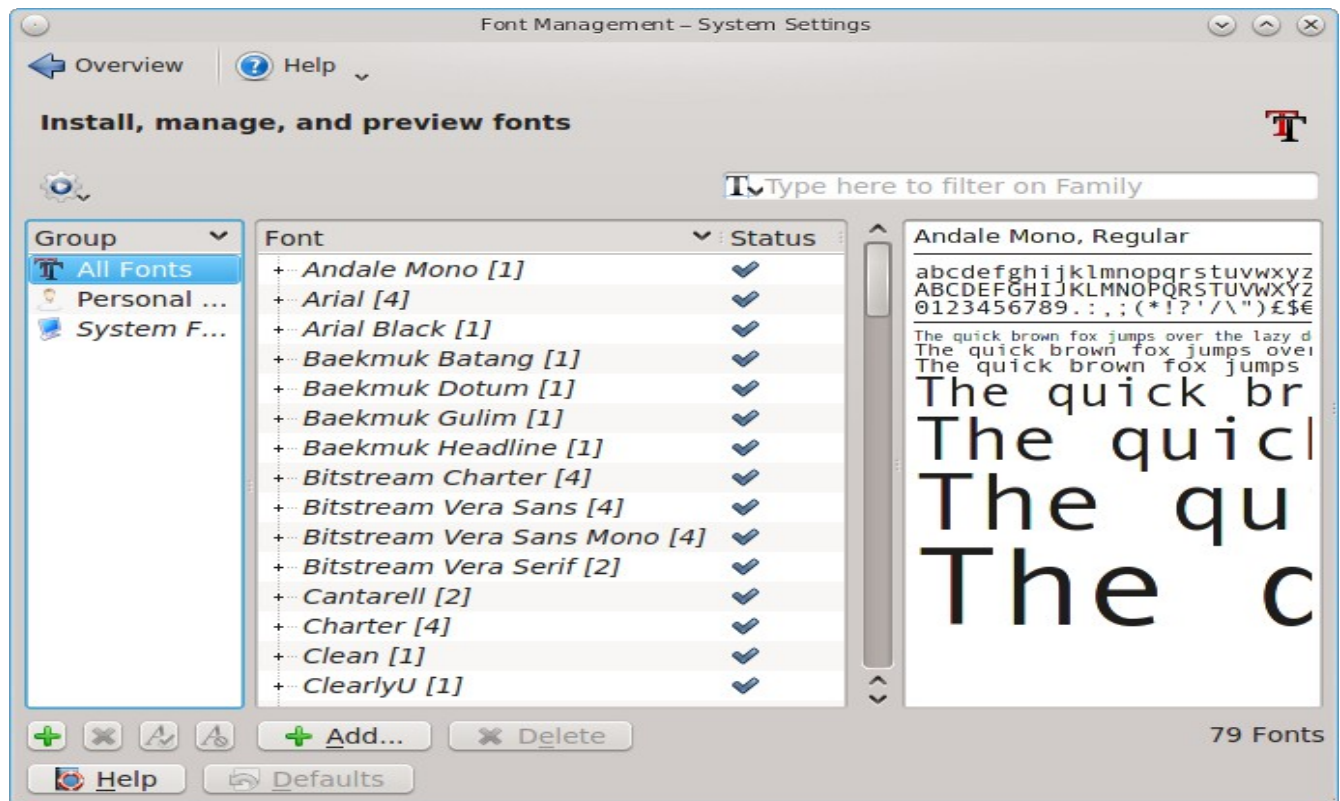 Font Management – System Settings
Overview Help
Install, manage, and preview fonts
Type here to filter on Family
Group
All Fonts
Personal ...
System F...
Font Status
Andale Mono [1]
Arial [4]
Arial Black [1]
Baekmuk Batang [1]
Baekmuk Dotum [1]
Baekmuk Gulim [1]
Baekmuk Headline [1]
Bitstream Charter [4]
Bitstream Vera Sans [4]
Bitstream Vera Sans Mono [4]
Bitstream Vera Serif [2]
Cantarell [2]
Charter [4]
Clean [1]
ClearlyU [1]
Andale Mono, Regular
abcdefghijklmnopqrstuvwxyz
ABCDEFGHIJKLMNOPQRSTUVWXYZ
0123456789.:,;(*!?'/\")£$€
The quick brown fox jumps over the lazy d
The quick brown fox jumps over
The quick brown fox jumps
The quick br
The quic
The qu
The
Add... Delete
79 Fonts
Help Defaults